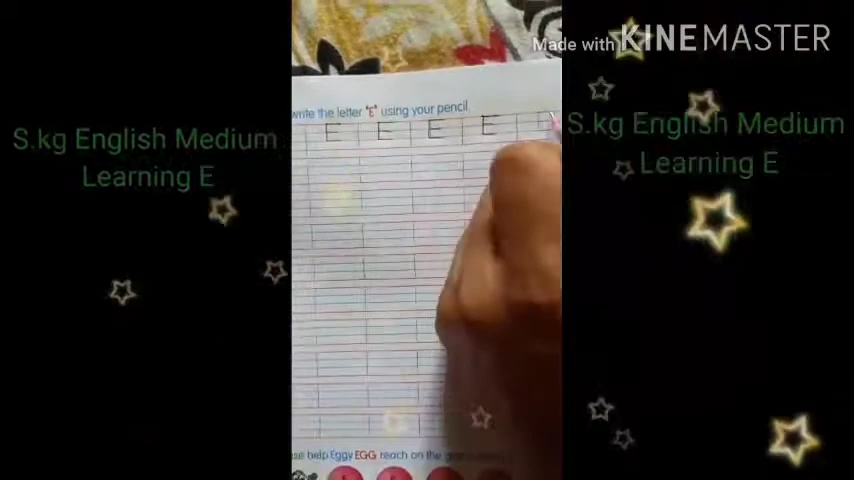 Made with KINEMASTER
write the letter "E" using your pencil.
E E E E
S.kg English Medium
Learning E
S.kg English Medium
Learning E
help Eggy EGG reach on the